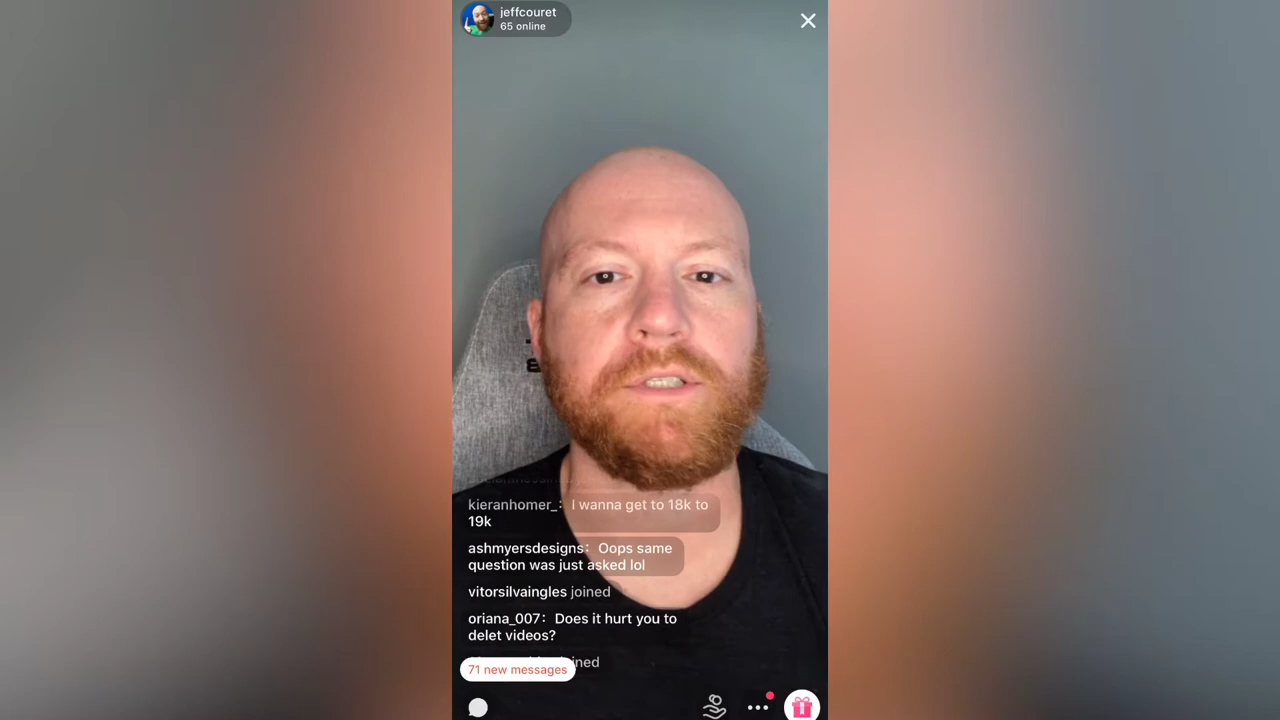 jeffcouret
65 online
kieranhomer_: I wanna get to 18k to
19k
ashmyersdesigns: Oops same
question was just asked lol
vitorsilvaingles joined
oriana_007: Does it hurt you to
delet videos?
71 new messages